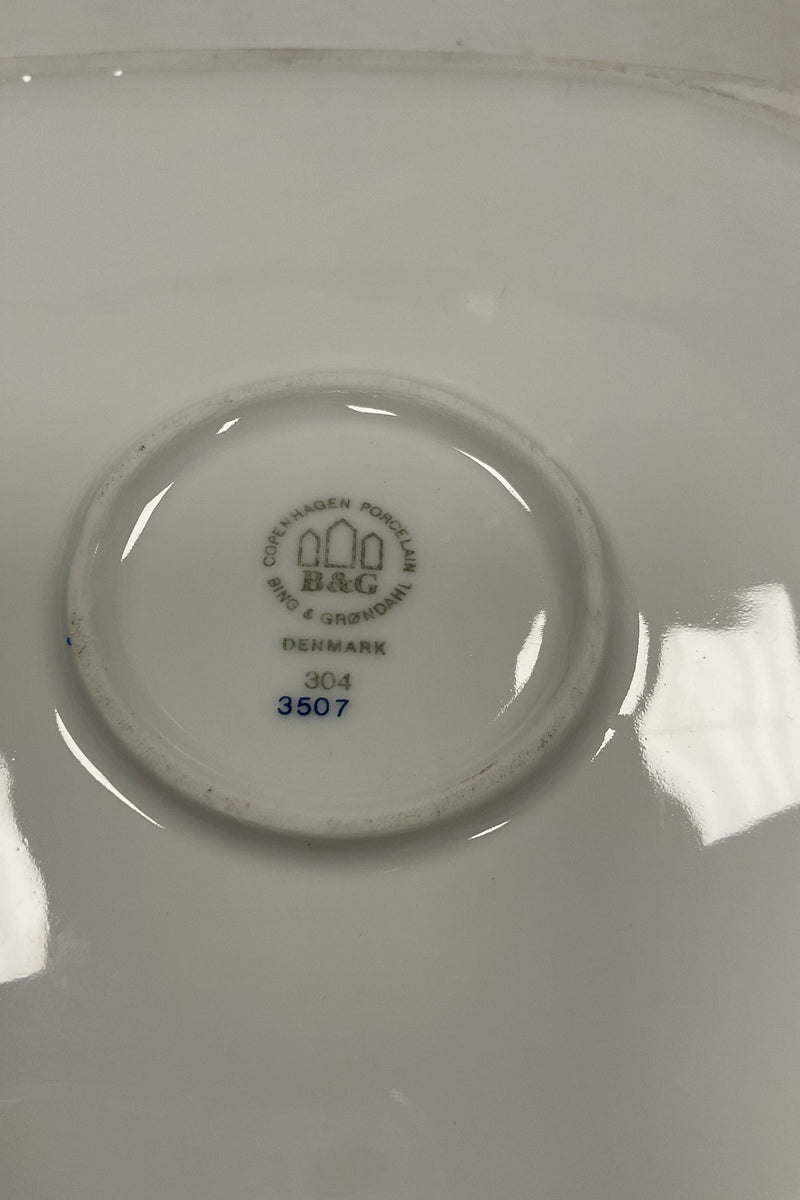 COPENHAGEN PORCELAIN
B&G
BING & GRØNDAHL
DENMARK
304
3507